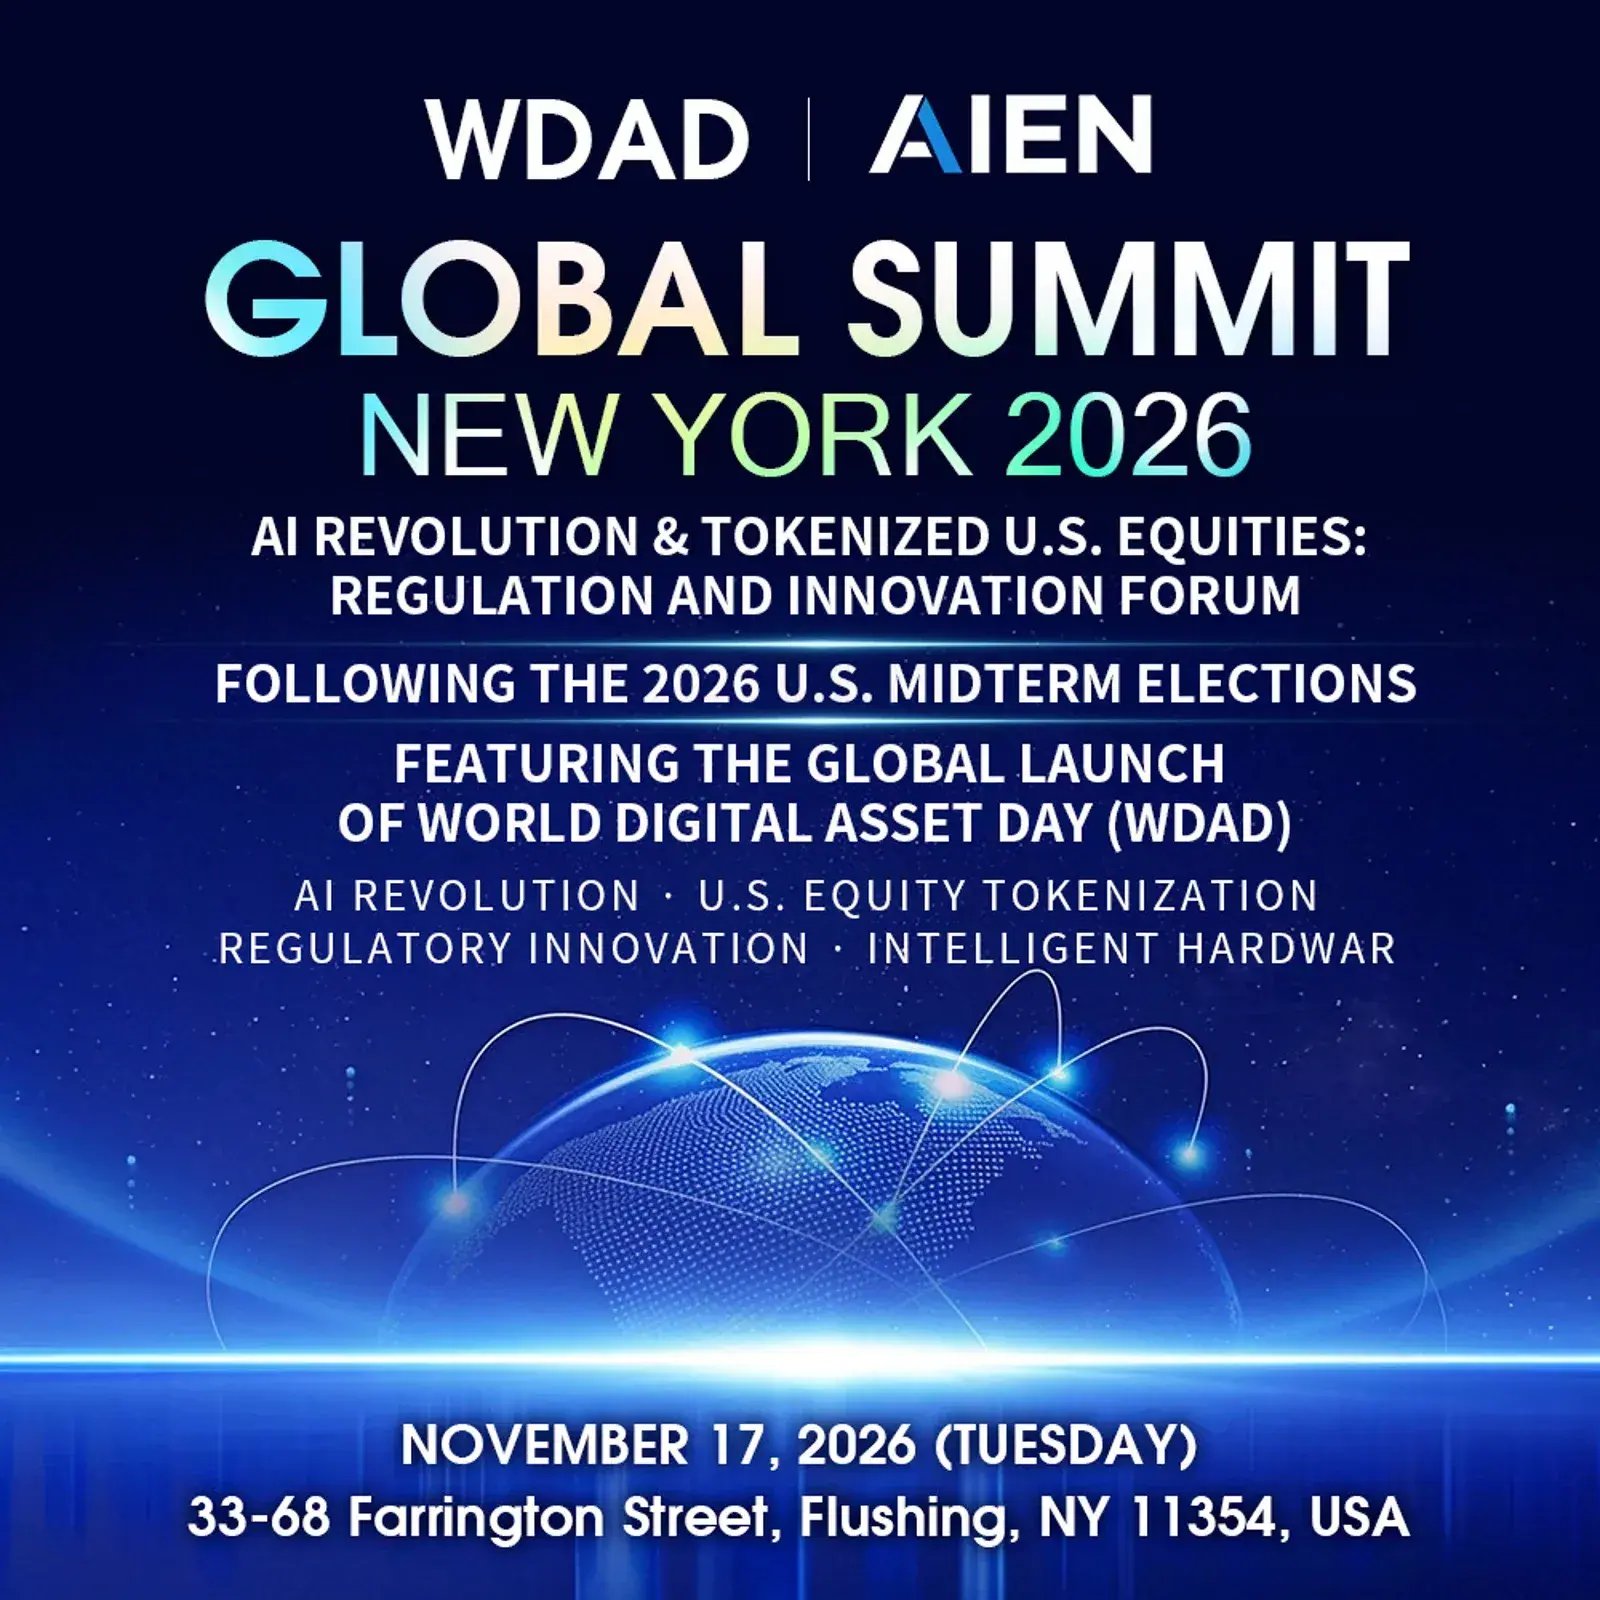 WDAD | AIEN
GLOBAL SUMMIT
NEW YORK 2026
AI REVOLUTION & TOKENIZED U.S. EQUITIES:
REGULATION AND INNOVATION FORUM
FOLLOWING THE 2026 U.S. MIDTERM ELECTIONS
FEATURING THE GLOBAL LAUNCH
OF WORLD DIGITAL ASSET DAY (WDAD)
AI REVOLUTION · U.S. EQUITY TOKENIZATION
REGULATORY INNOVATION · INTELLIGENT HARDWAR
NOVEMBER 17, 2026 (TUESDAY)
33-68 Farrington Street, Flushing, NY 11354, USA